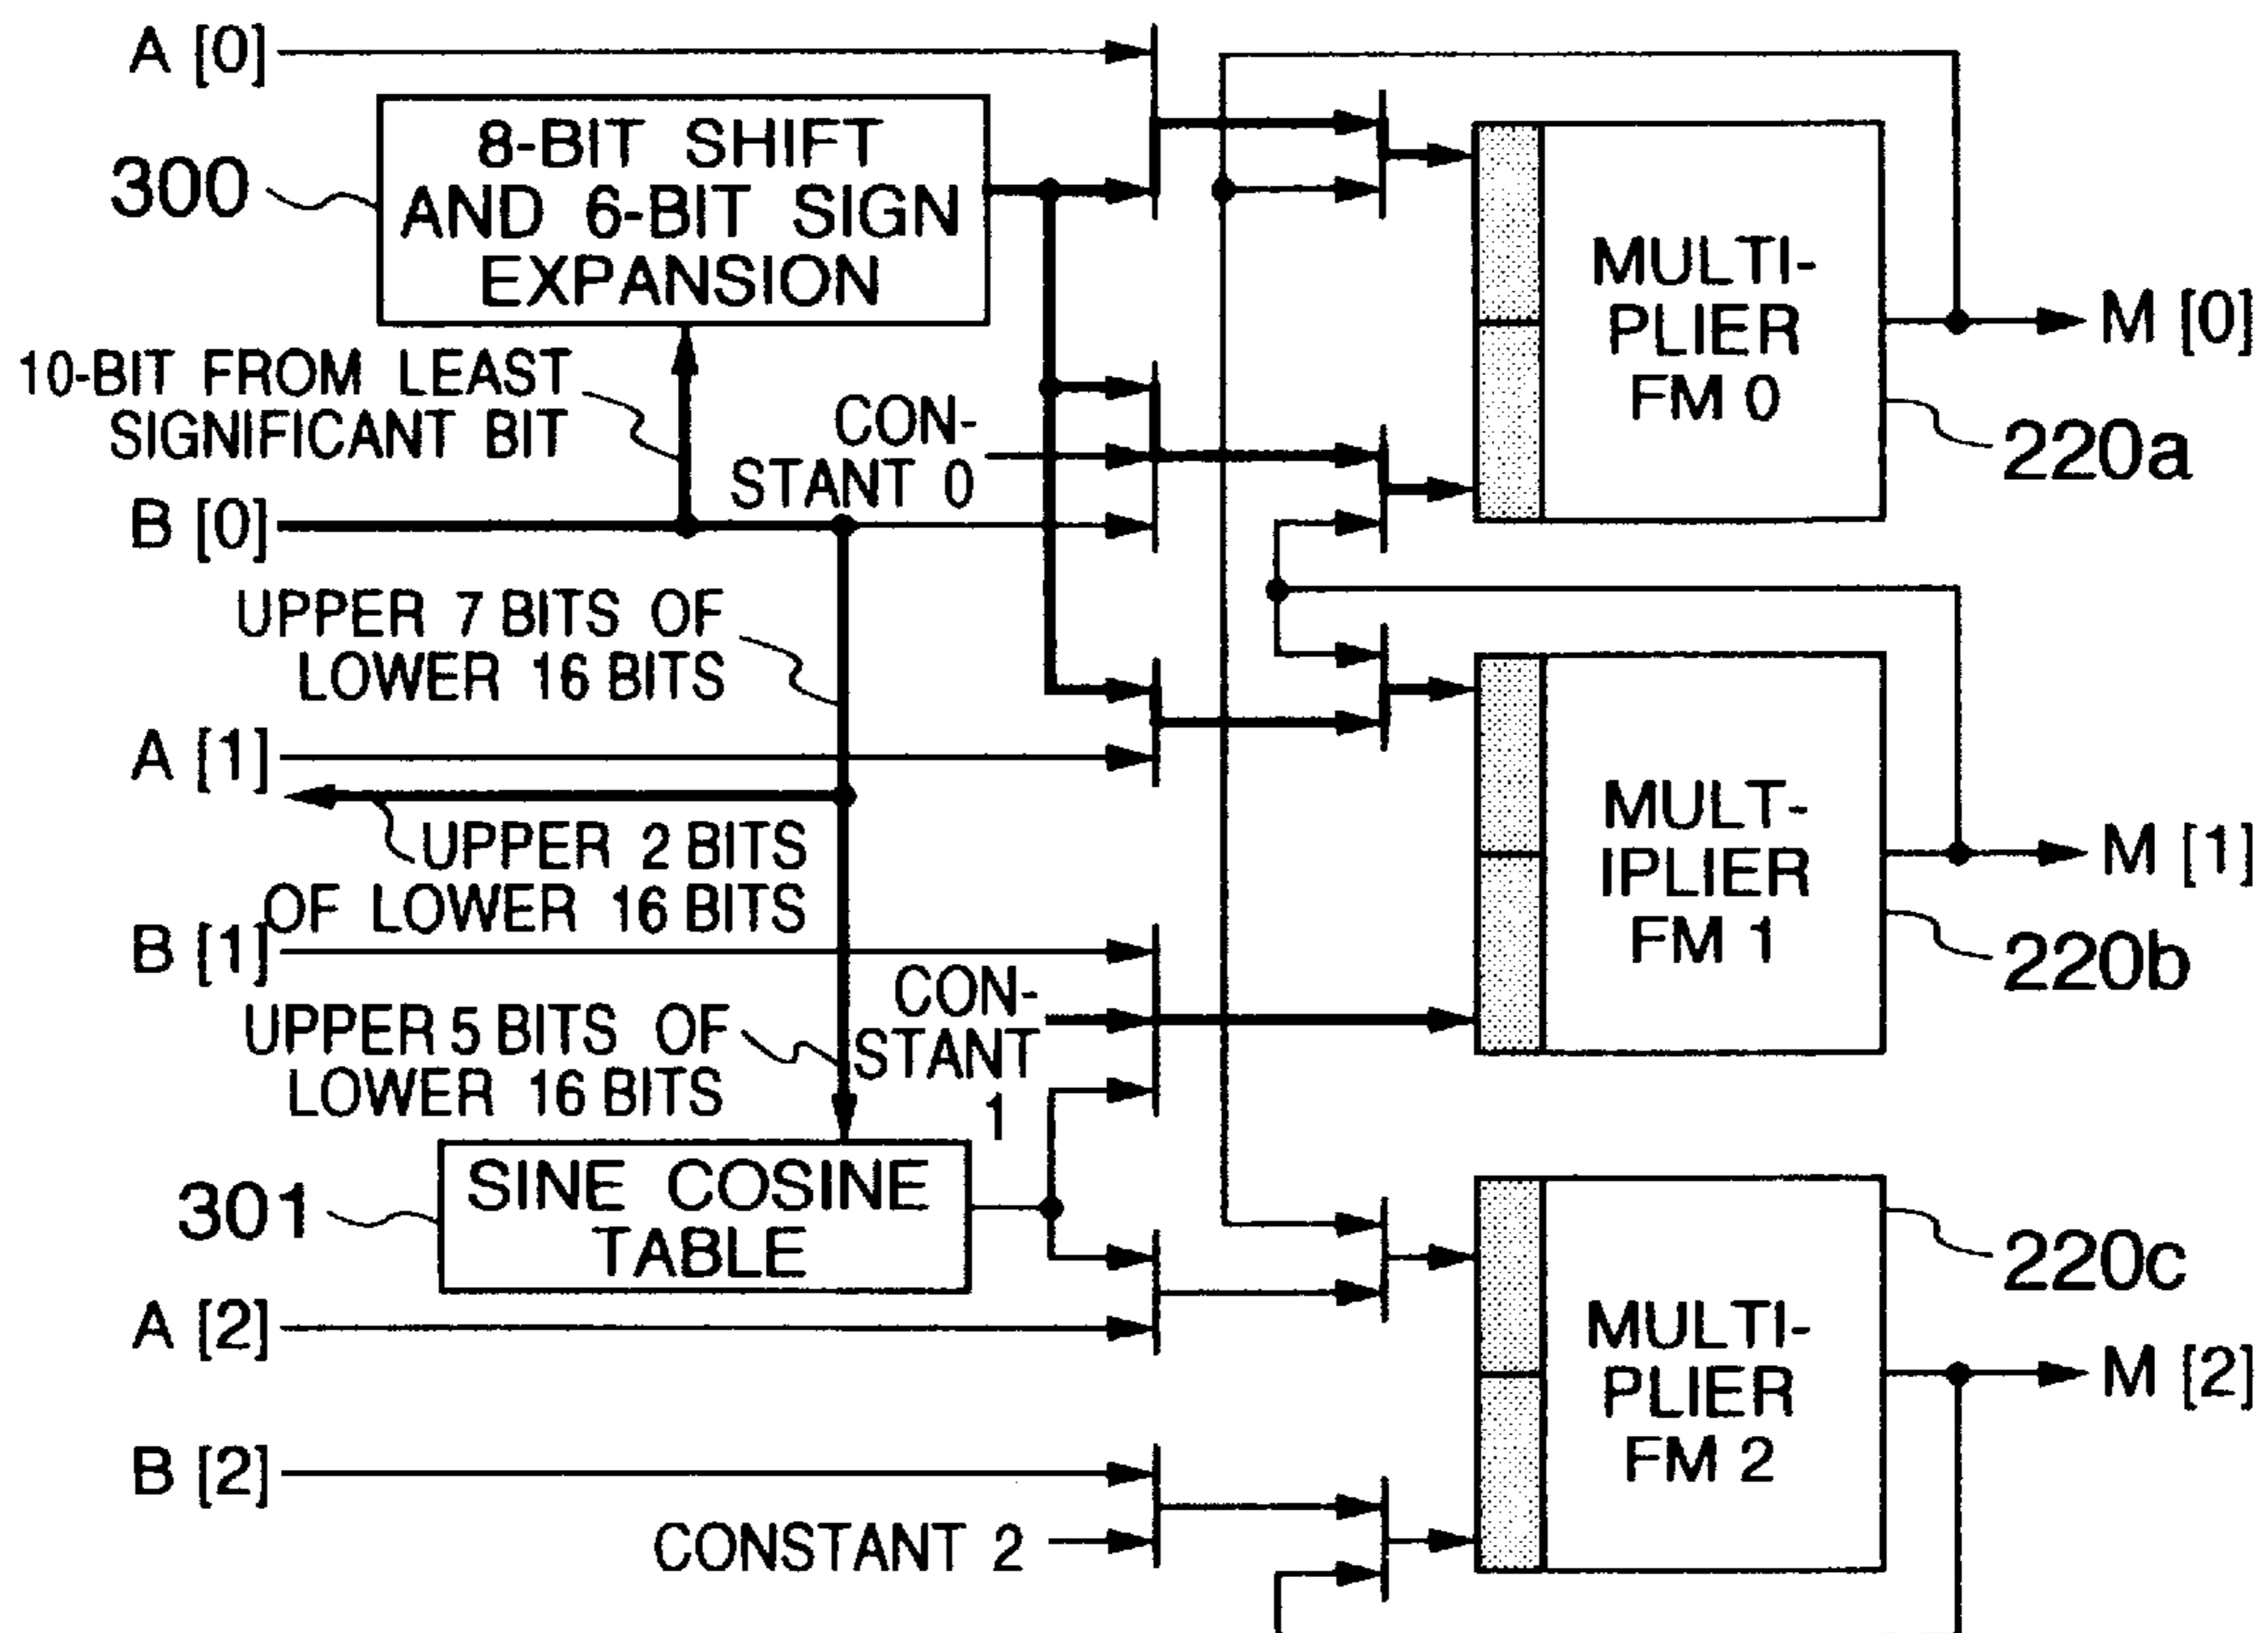 A [0]
8-BIT SHIFT
AND 6-BIT SIGN
EXPANSION
300
MULTI-
PLIER
FM 0
M [0]
220a
10-BIT FROM LEAST
SIGNIFICANT BIT
CON-
STANT 0
B [0]
UPPER 7 BITS OF
LOWER 16 BITS
A [1]
UPPER 2 BITS
OF LOWER 16 BITS
MULT-
IPLIER
FM 1
M [1]
220b
B [1]
CON-
STANT
1
UPPER 5 BITS OF
LOWER 16 BITS
SINE COSINE
TABLE
301
220c
A [2]
MULTI-
PLIER
FM 2
M [2]
B [2]
CONSTANT 2